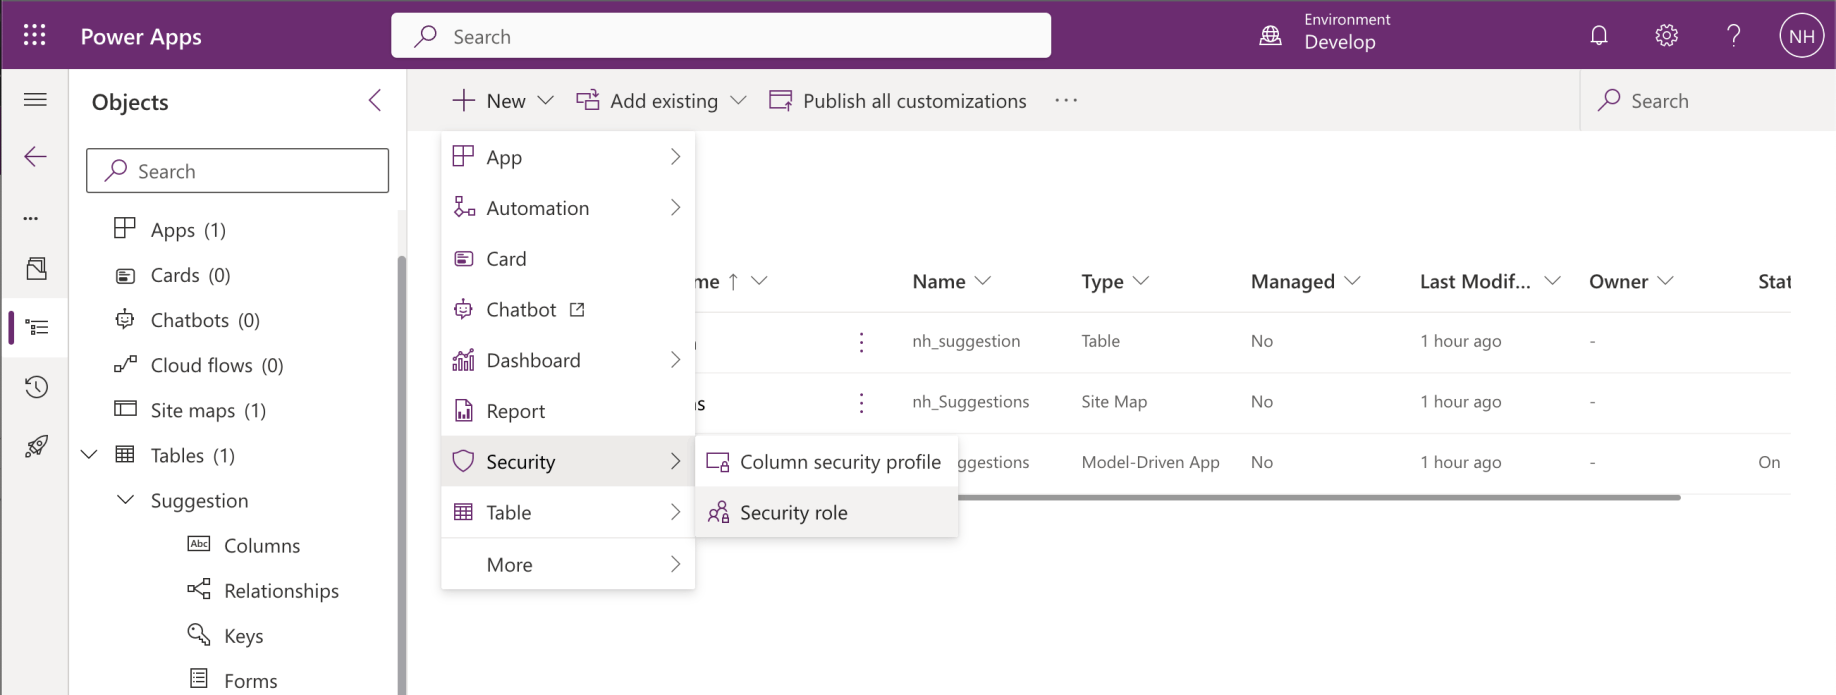 Power Apps
Search
Environment
Develop
?
NH
Objects
New
Add existing
Publish all customizations
···
Search
Search
Apps (1)
Cards (0)
Chatbots (0)
Cloud flows (0)
Site maps (1)
Tables (1)
Suggestion
Abc Columns
Relationships
Keys
Forms
App
Automation
Card
Chatbot
Dashboard
Report
Security
Table
More
Column security profile
Security role
me ↑ Name Type Managed Last Modif... Owner Stat
nh_suggestion Table No 1 hour ago -
s nh_Suggestions Site Map No 1 hour ago -
ggestions Model-Driven App No 1 hour ago - On